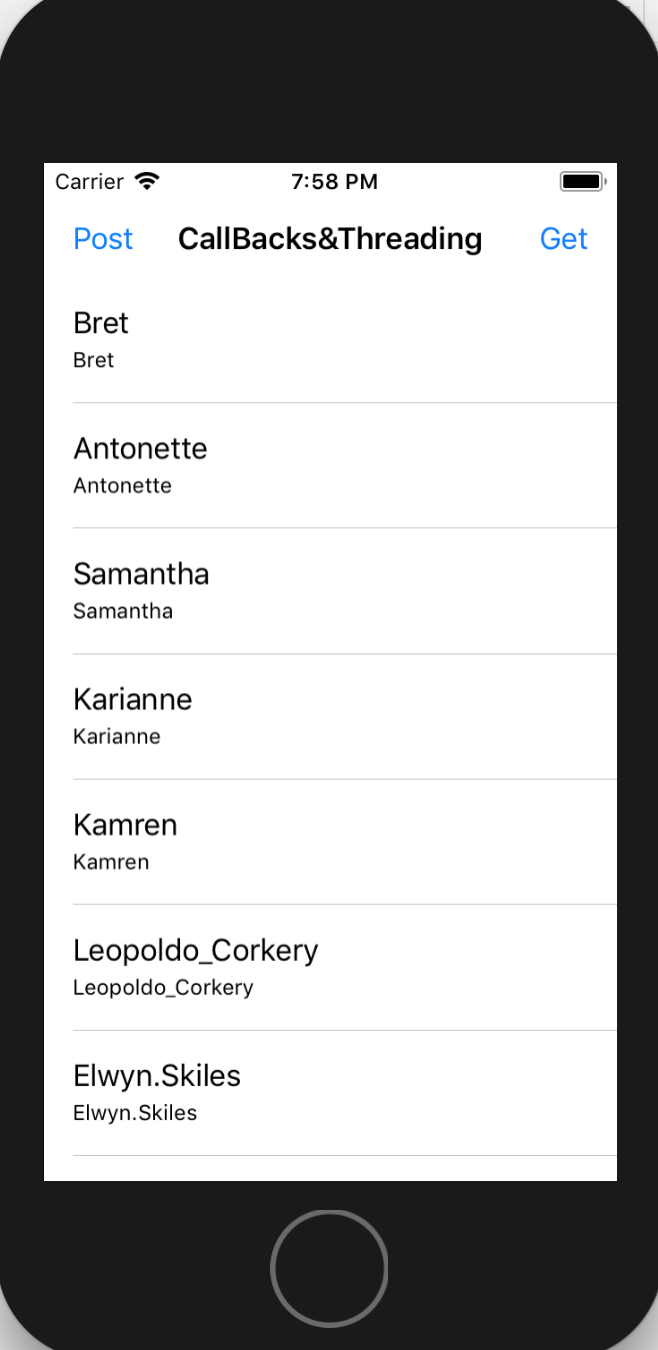 Carrier 7:58 PM
Post CallBacks&Threading Get
Bret
Bret
Antonette
Antonette
Samantha
Samantha
Karianne
Karianne
Kamren
Kamren
Leopoldo_Corkery
Leopoldo_Corkery
Elwyn.Skiles
Elwyn.Skiles